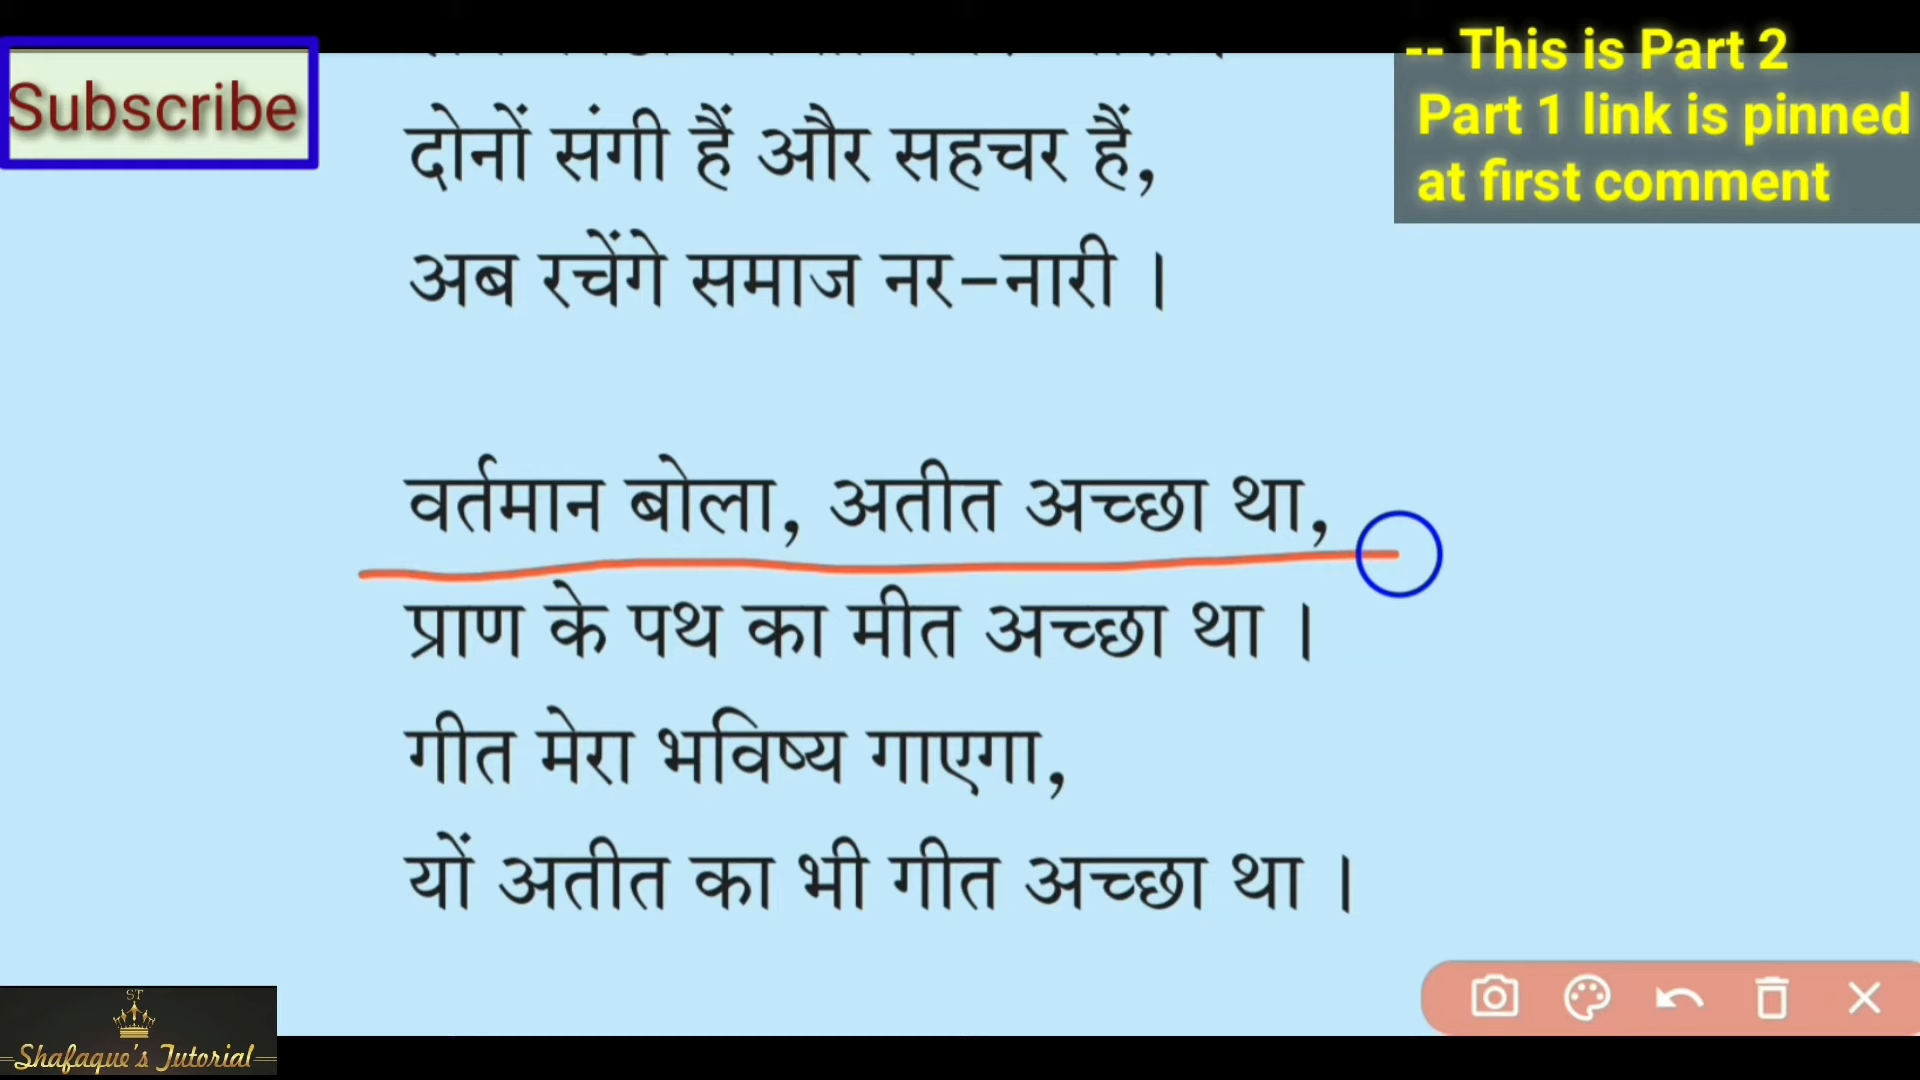 Subscribe
-- This is Part 2
Part 1 link is pinned
at first comment
दोनों संगी हैं और सहचर हैं,
अब रचेंगे समाज नर-नारी ।
वर्तमान बोला, अतीत अच्छा था,
प्राण के पथ का मीत अच्छा था ।
गीत मेरा भविष्य गाएगा,
यों अतीत का भी गीत अच्छा था ।
ST
Shafaque's Tutorial